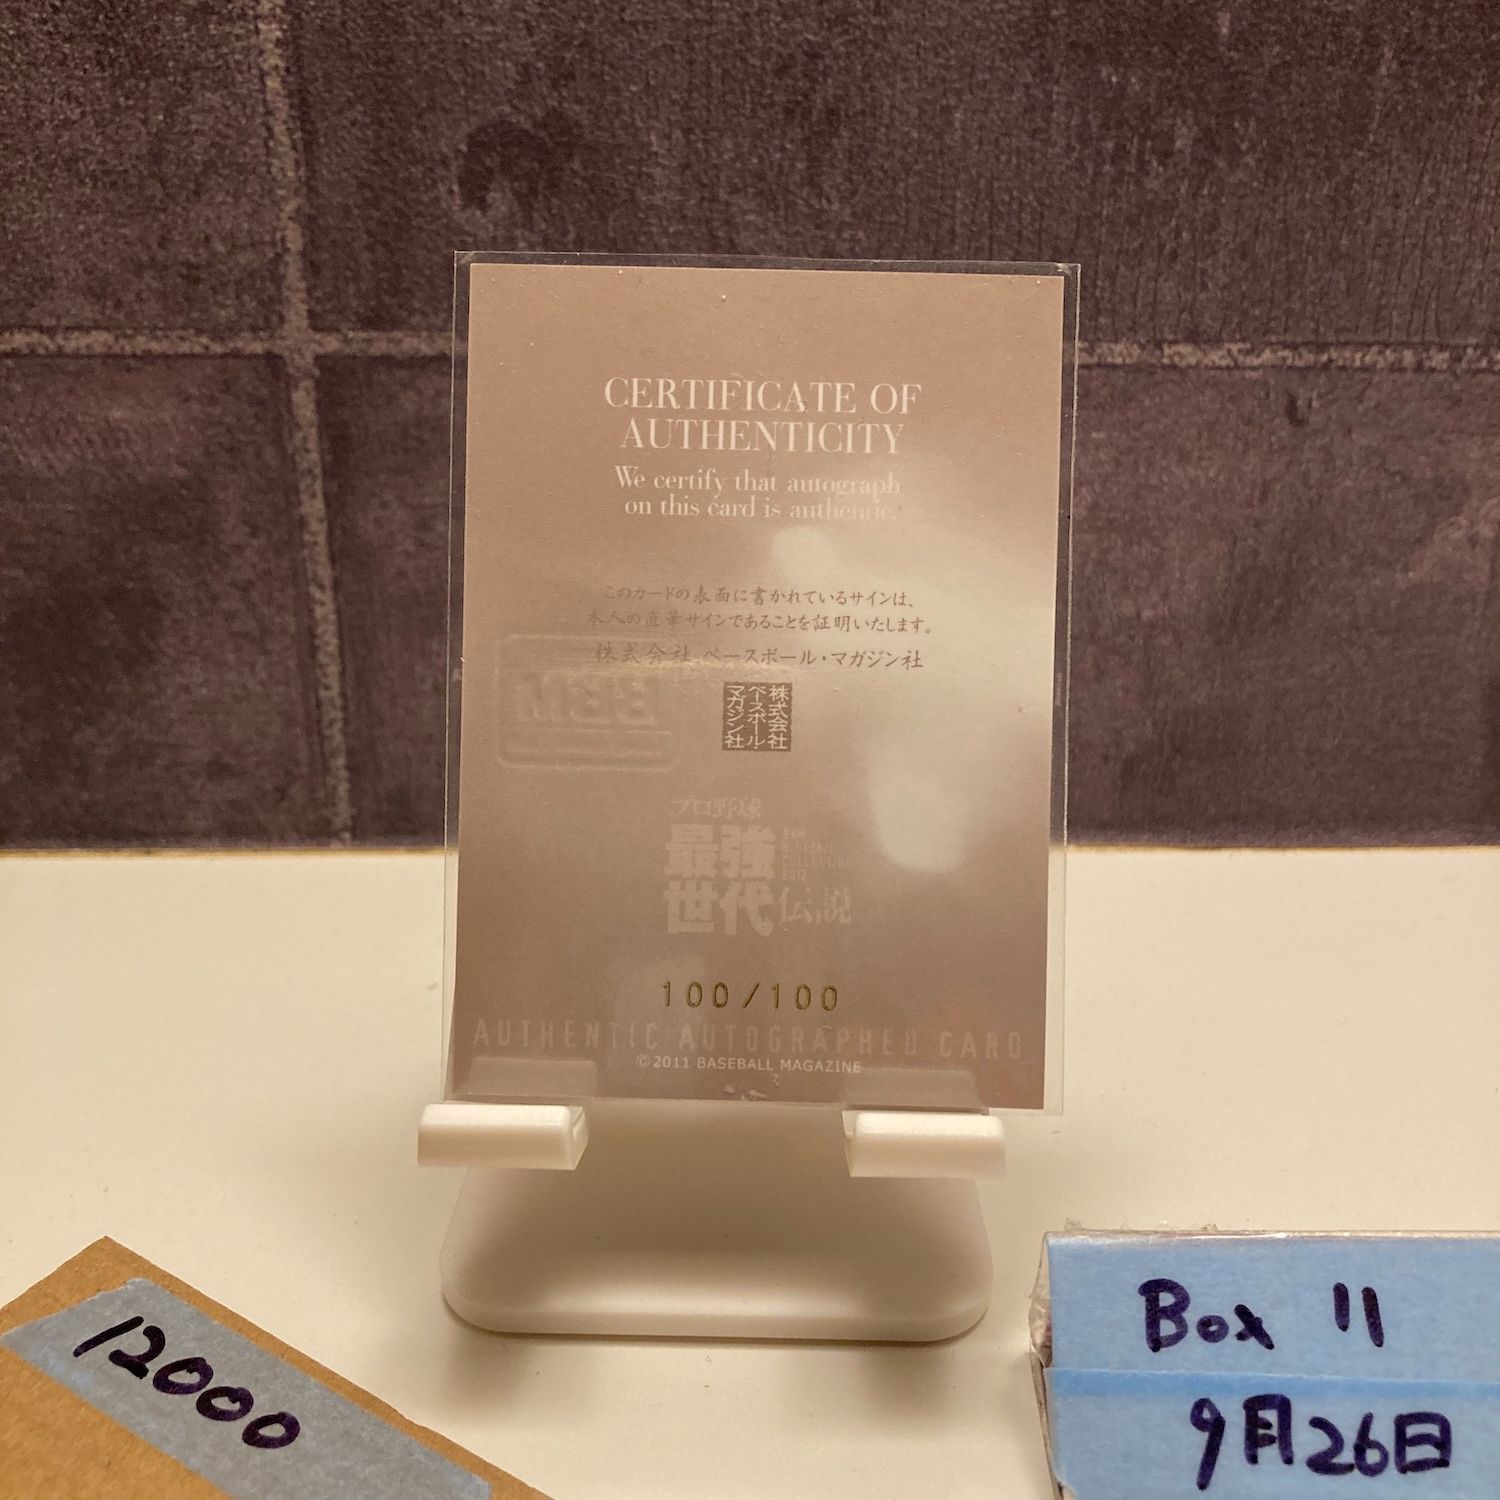 CERTIFICATE OF
AUTHENTICITY
We certify that autograph
on this card is authentic.
このカードの表面に書かれているサインは、
本人の直筆サインであることを証明いたします。
株式会社 ベースボール・マガジン社
BBM
株式会社
ベースボール・
マガジン社
プロ野球
最強
世代伝説
BBM
HISTORIC
COLLECTION
2012
100/100
AUTHENTIC AUTOGRAPHED CARD
©2011 BASEBALL MAGAZINE
12000
Box 11
9月26日